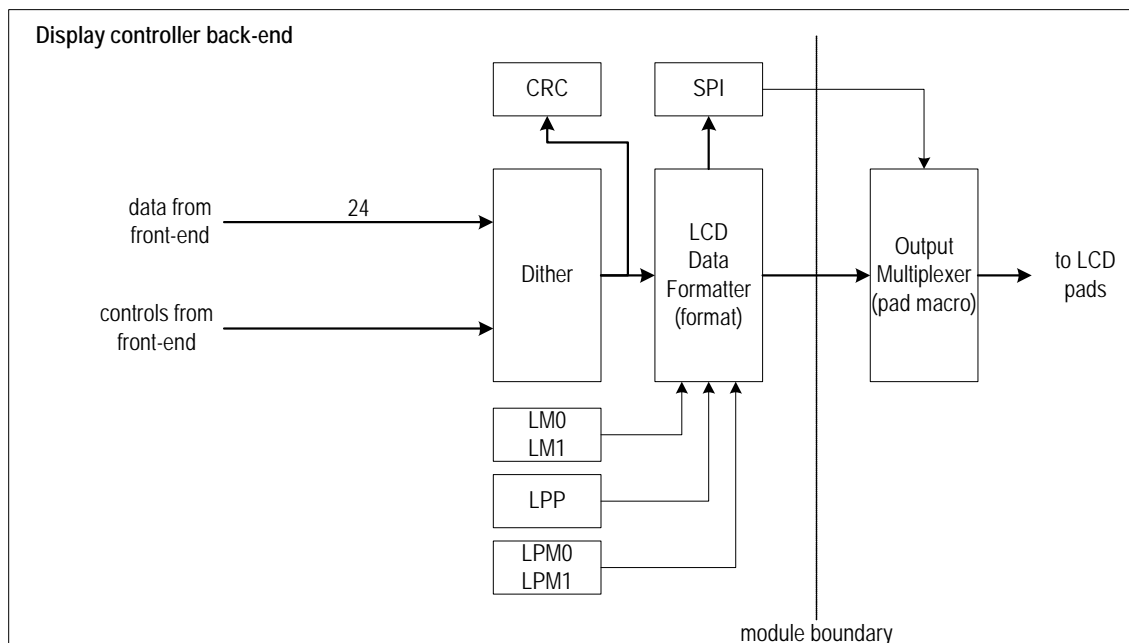 Display controller back-end
CRC
SPI
data from
front-end
24
controls from
front-end
Dither
LCD
Data
Formatter
(format)
Output
Multiplexer
(pad macro)
to LCD
pads
LM0
LM1
LPP
LPM0
LPM1
module boundary